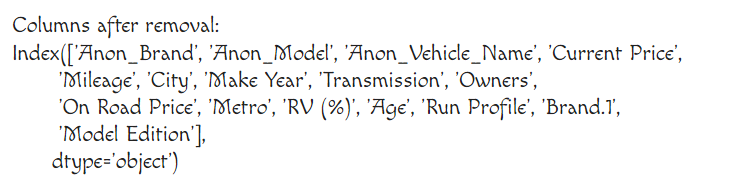 Columns after removal:
Index(['Anon_Brand', 'Anon_Model', 'Anon_Vehicle_Name', 'Current Price',
'Mileage', 'City', 'Make Year', 'Transmission', 'Owners',
'On Road Price', 'Metro', 'RV (%)', 'Age', 'Run Profile', 'Brand.1',
'Model Edition'],
dtype='object')